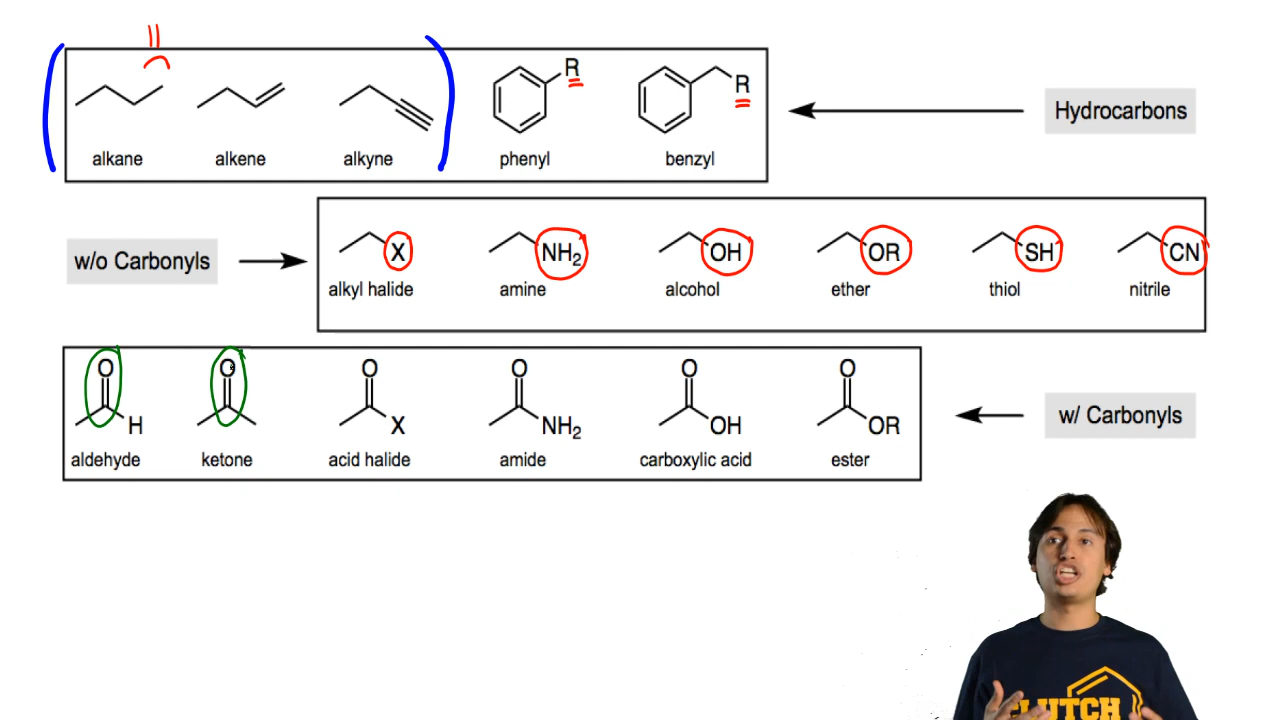 R R
Hydrocarbons
alkane alkene alkyne phenyl benzyl
w/o Carbonyls
X NH2 OH OR SH CN
alkyl halide amine alcohol ether thiol nitrile
O O O O O O
H X NH2 OH OR
w/ Carbonyls
aldehyde ketone acid halide amide carboxylic acid ester
CLUTCH